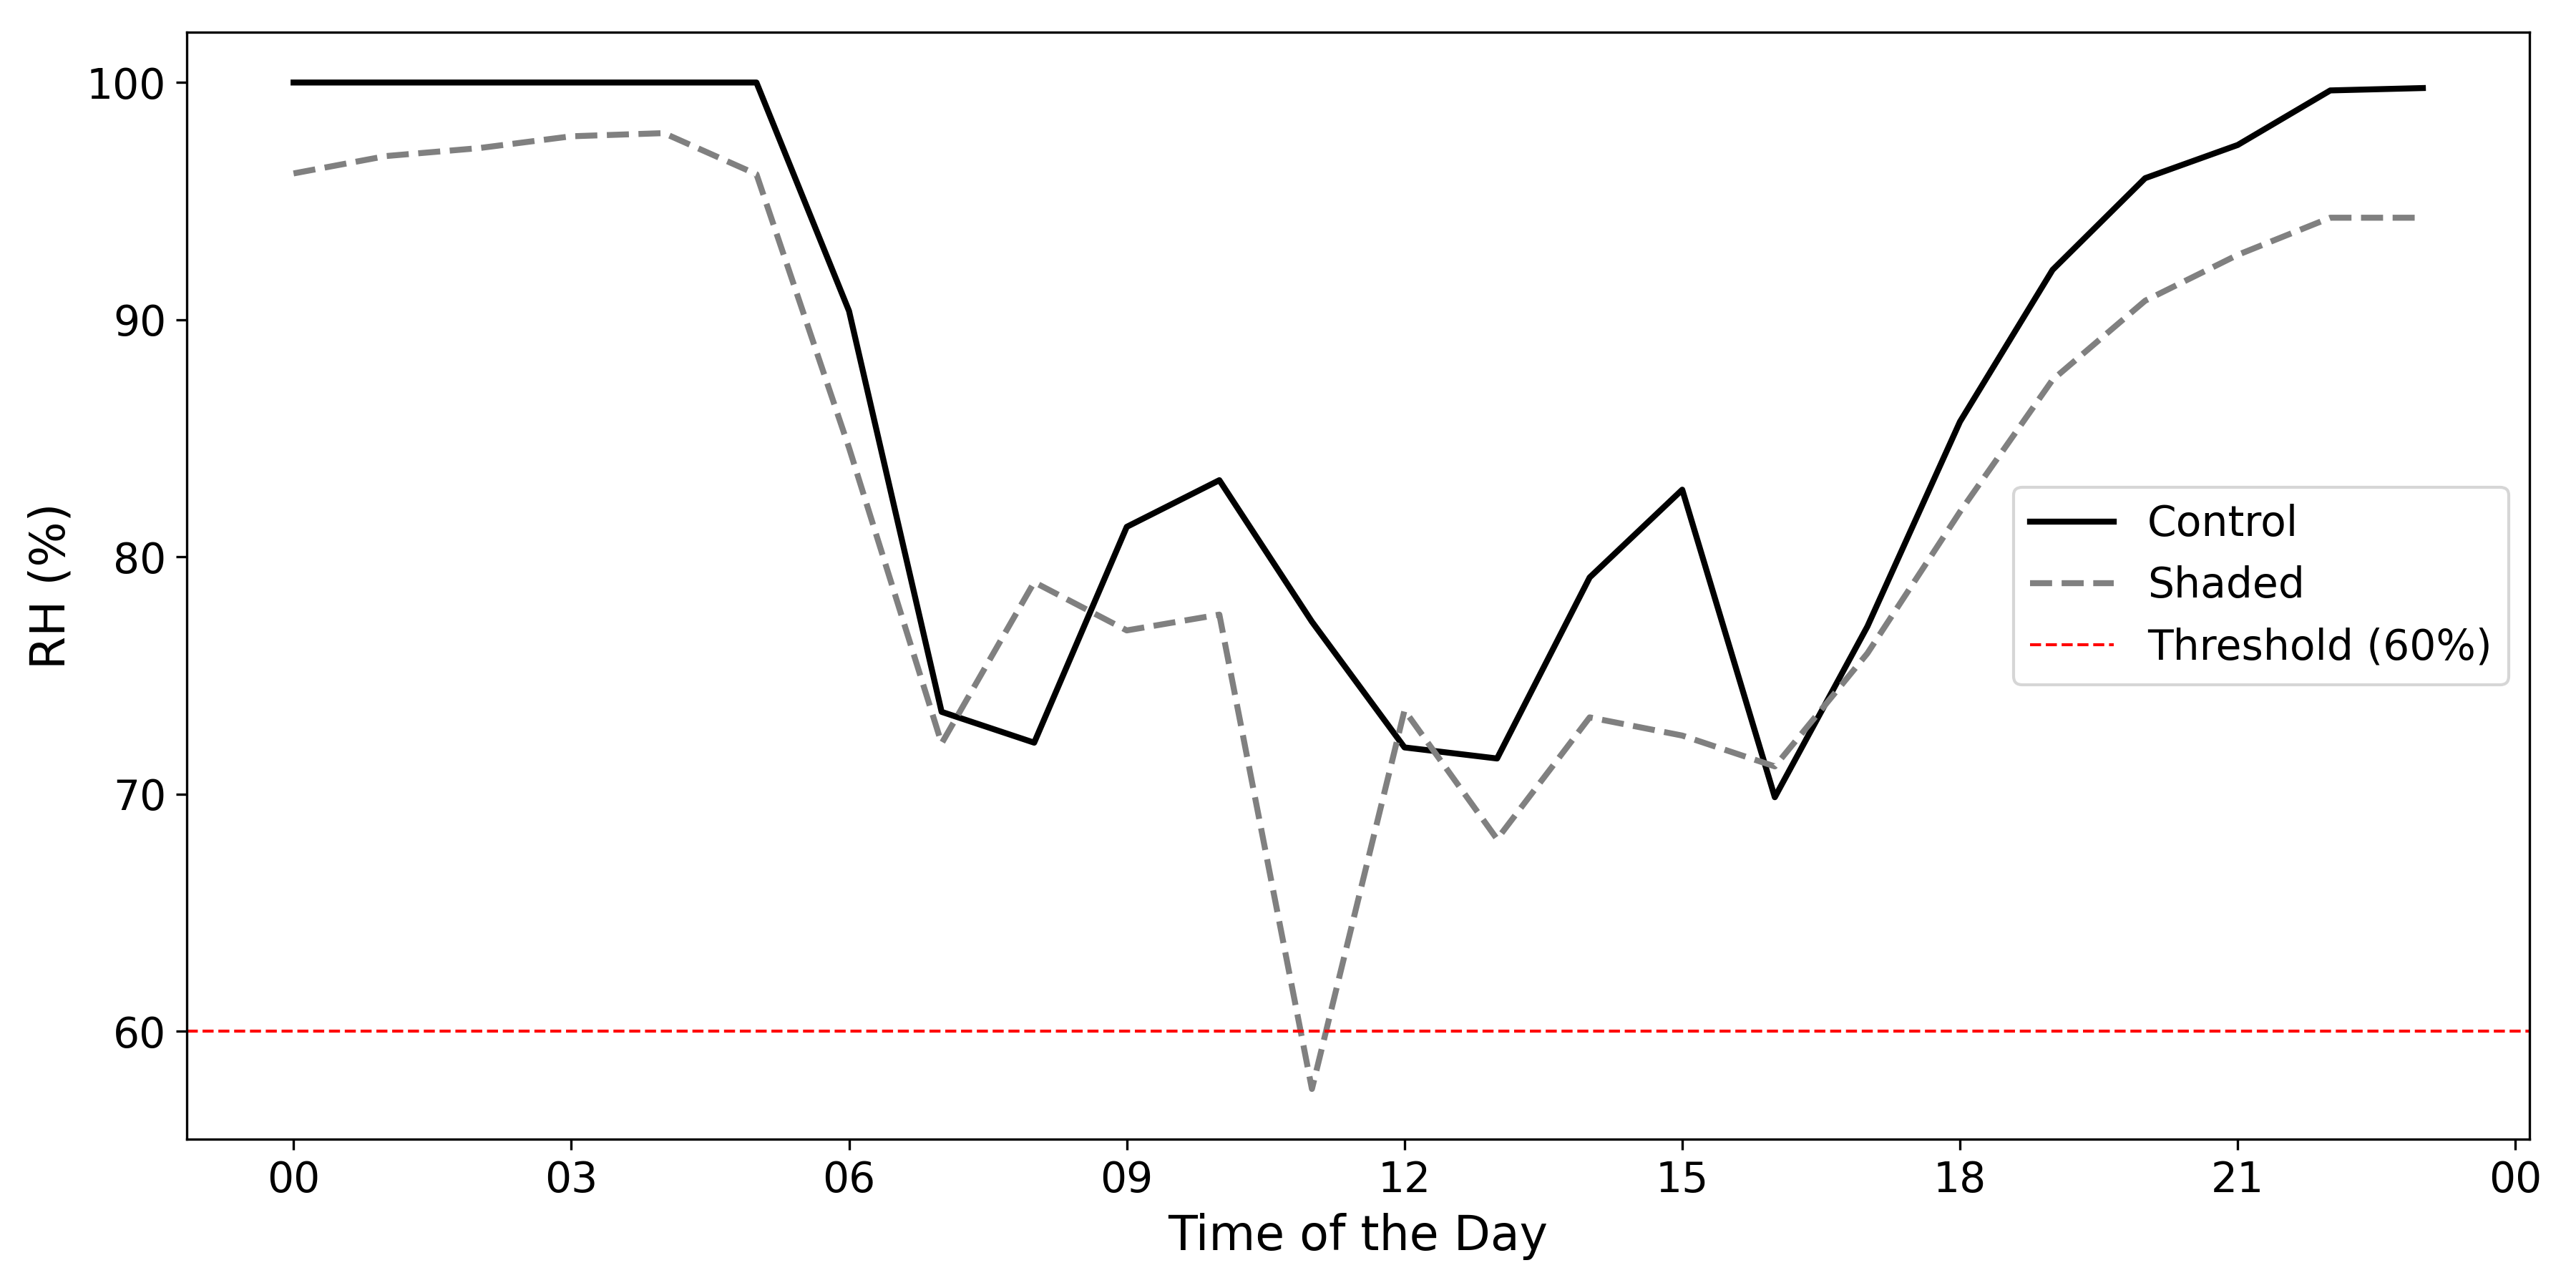 RH (%)
100
90
80
70
60
Control
Shaded
Threshold (60%)
00 03 06 09 12 15 18 21 00
Time of the Day